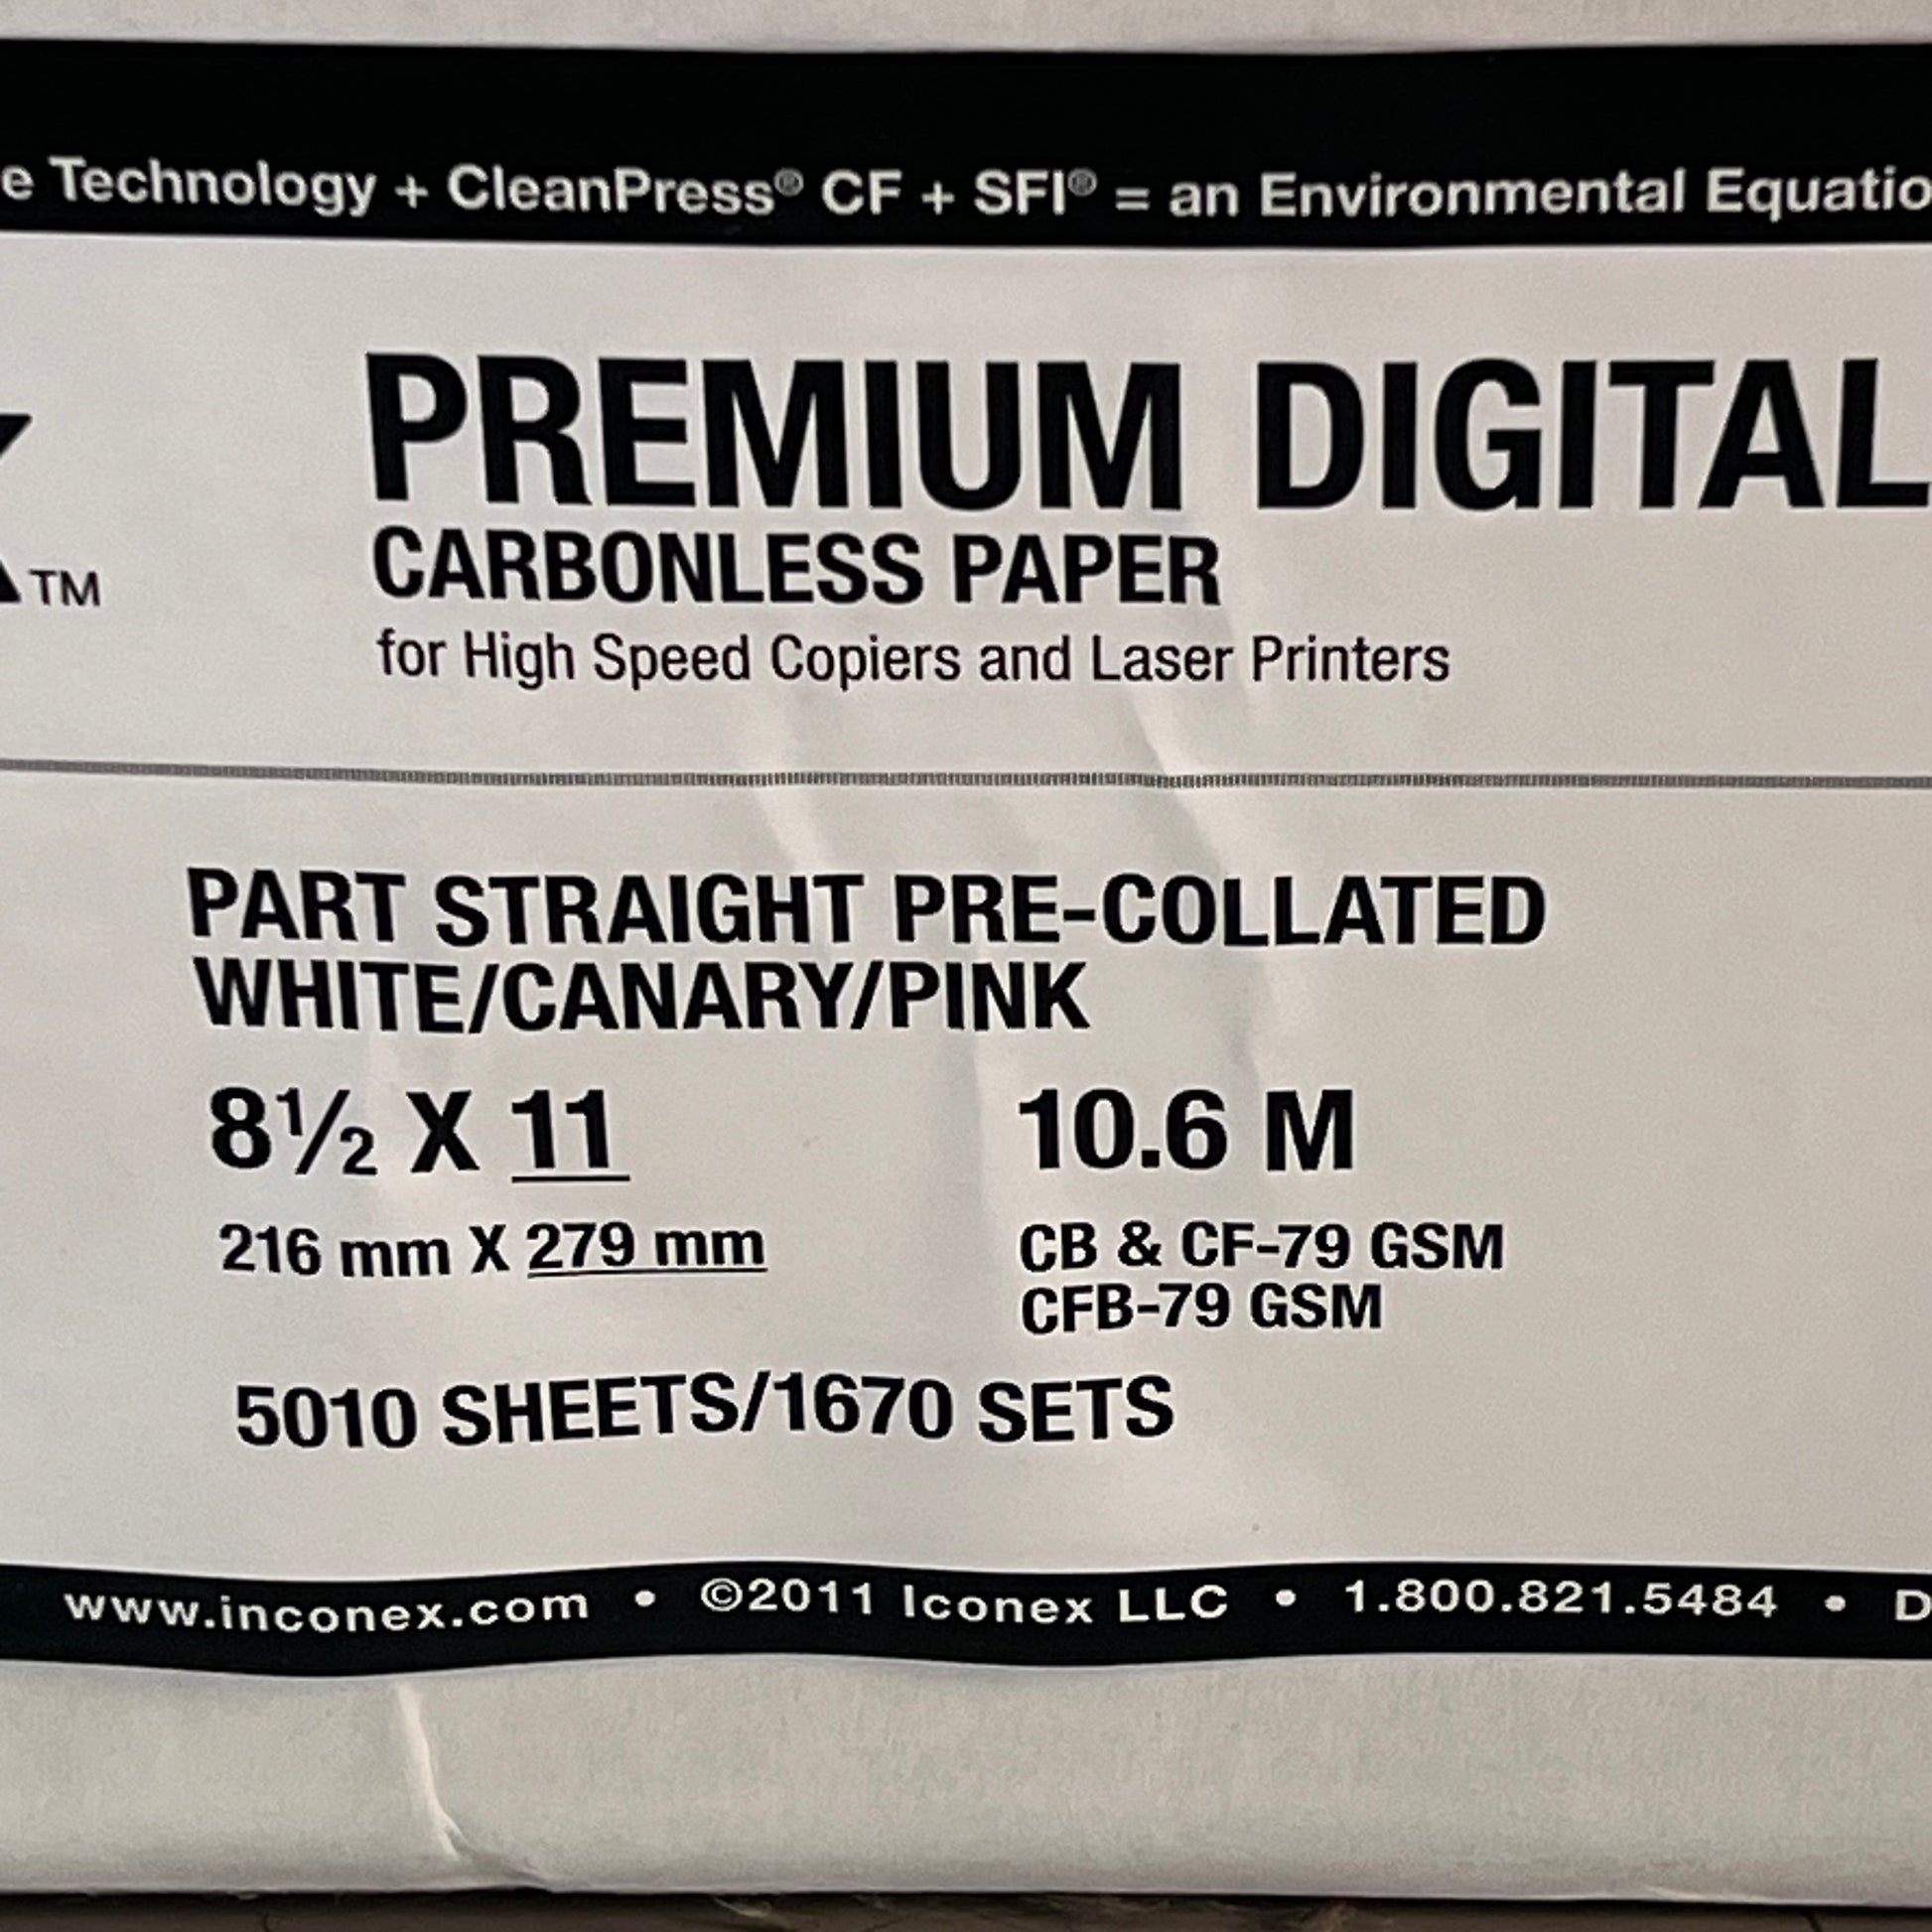 e Technology + CleanPress® CF + SFI® = an Environmental Equatio
PREMIUM DIGITAL
TM
CARBONLESS PAPER
for High Speed Copiers and Laser Printers
PART STRAIGHT PRE-COLLATED
WHITE/CANARY/PINK
8½ X 11 10.6 M
216 mm X 279 mm CB & CF-79 GSM
CFB-79 GSM
5010 SHEETS/1670 SETS
www.inconex.com • ©2011 Iconex LLC • 1.800.821.5484 • D